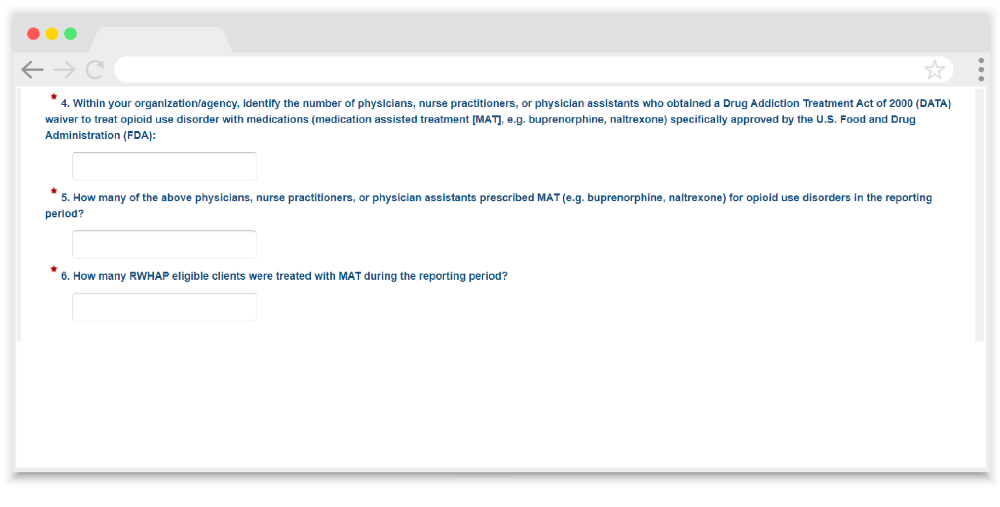 4. Within your organization/agency, identify the number of physicians, nurse practitioners, or physician assistants who obtained a Drug Addiction Treatment Act of 2000 (DATA)
waiver to treat opioid use disorder with medications (medication assisted treatment [MAT], e.g. buprenorphine, naltrexone) specifically approved by the U.S. Food and Drug
Administration (FDA):
5. How many of the above physicians, nurse practitioners, or physician assistants prescribed MAT (e.g. buprenorphine, naltrexone) for opioid use disorders in the reporting
period?
6. How many RWHAP eligible clients were treated with MAT during the reporting period?